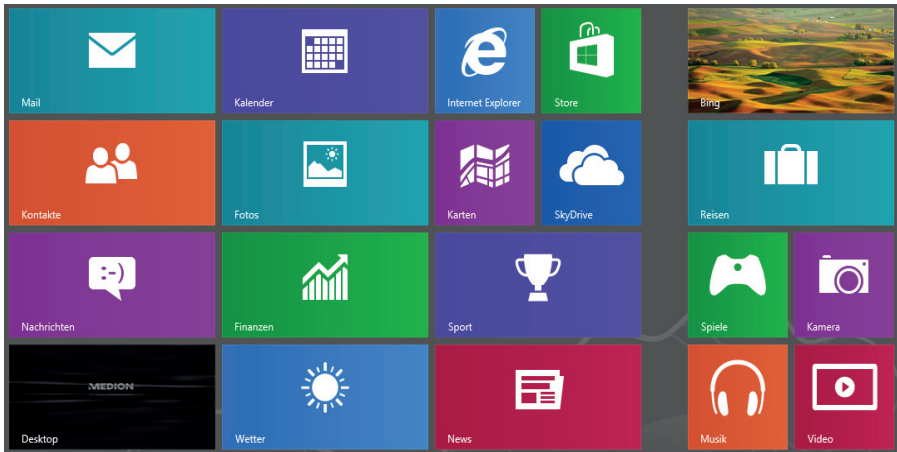 Mail
Kalender
Internet Explorer
Store
Bing
Kontakte
Fotos
Karten
SkyDrive
Reisen
:-)
Nachrichten
Finanzen
Sport
Spiele
Kamera
MEDION
Desktop
Wetter
News
Musik
Video